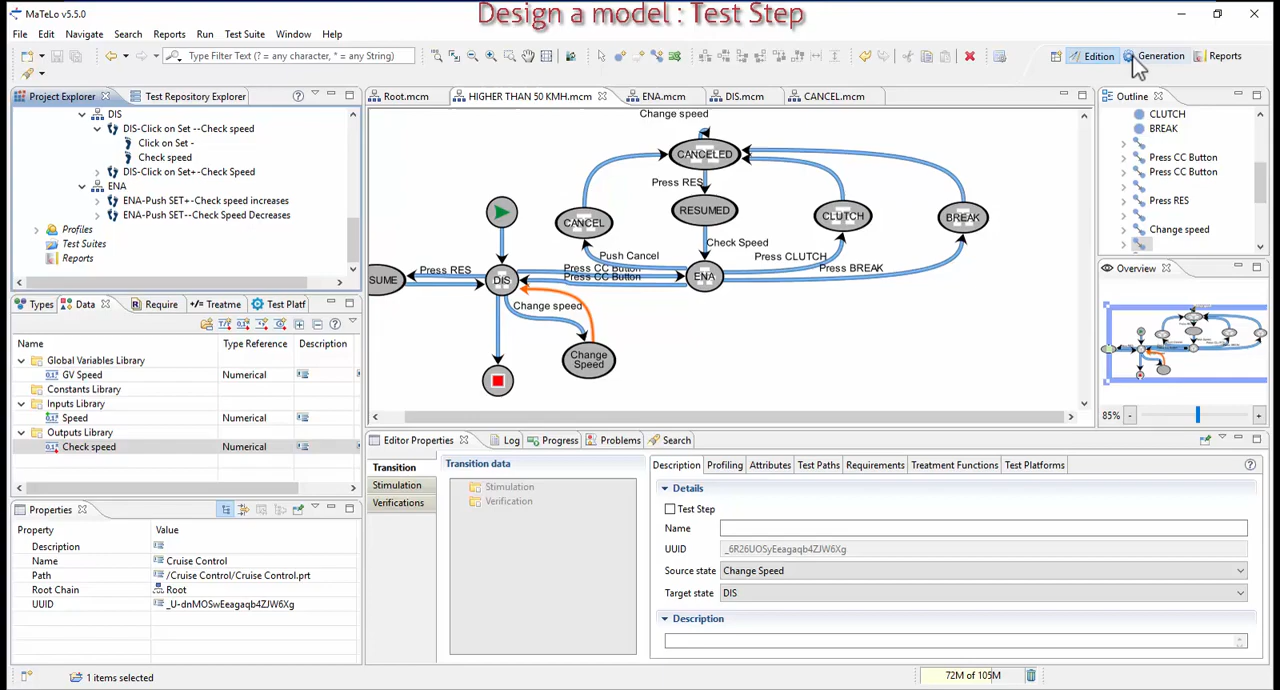 MaTeLo v5.5.0
Design a model : Test Step
File Edit Navigate Search Reports Run Test Suite Window Help
Type Filter Text (? = any character, * = any String)
Edition Generation Reports
Project Explorer Test Repository Explorer
DIS
DIS-Click on Set --Check speed
Click on Set -
Check speed
DIS-Click on Set+-Check Speed
ENA
ENA-Push SET+-Check speed increases
ENA-Push SET--Check Speed Decreases
Profiles
Test Suites
Reports
Types Data Require Treatme Test Platf
Name Type Reference Description
Global Variables Library
GV Speed Numerical
Constants Library
Inputs Library
Speed Numerical
Outputs Library
Check speed Numerical
Properties
Property Value
Description
Name Cruise Control
Path /Cruise Control/Cruise Control.prt
Root Chain Root
UUID _U-dnMOSwEeagaqb4ZJW6Xg
1 items selected
Root.mcm HIGHER THAN 50 KMH.mcm ENA.mcm DIS.mcm CANCEL.mcm
Change speed
CANCELED
Press RES
CANCEL
RESUMED
CLUTCH
BREAK
Push Cancel
Check Speed
Press CLUTCH
Press BREAK
SUME
Press RES
DIS
Press CC Button
Press CC Button
ENA
Change speed
Change
Speed
Outline
CLUTCH
BREAK
Press CC Button
Press CC Button
Press RES
Change speed
Overview
85%
Editor Properties Log Progress Problems Search
Transition
Stimulation
Verifications
Transition data
Stimulation
Verification
Description Profiling Attributes Test Paths Requirements Treatment Functions Test Platforms
Details
Test Step
Name
UUID _6R26UOSyEeagaqb4ZJW6Xg
Source state Change Speed
Target state DIS
Description
72M of 105M